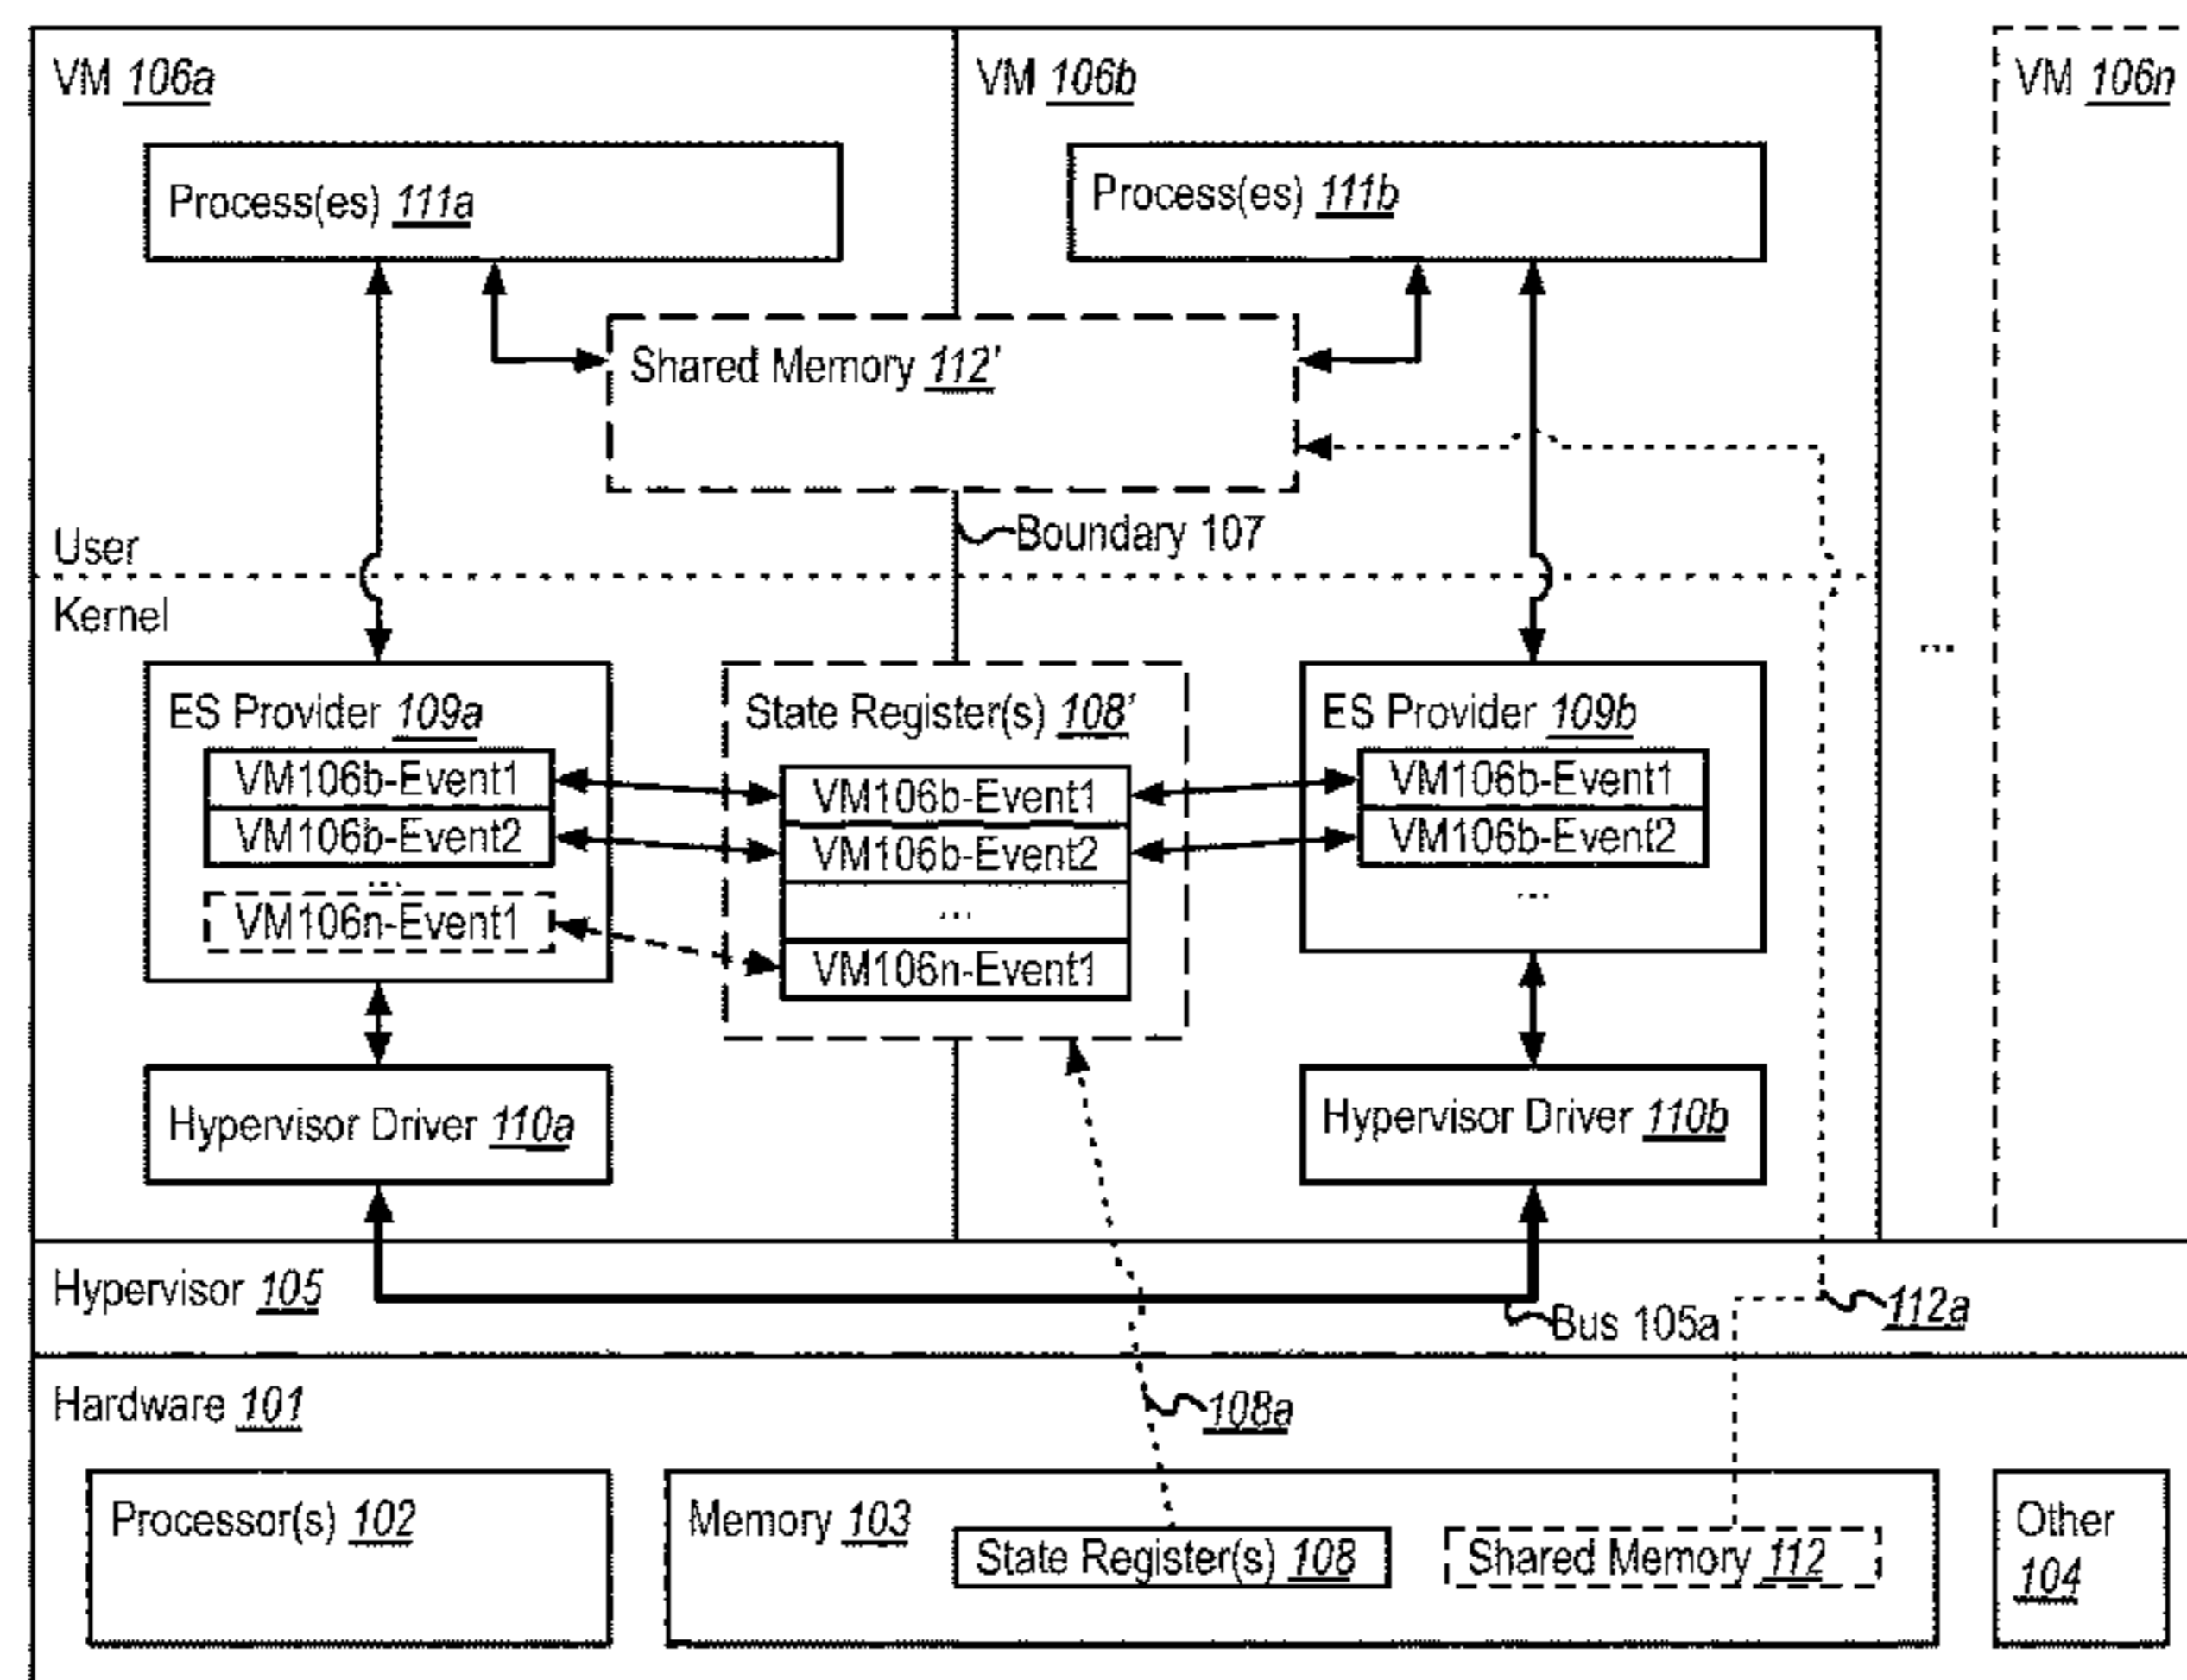 VM 106a
VM 106b
VM 106n
Process(es) 111a
Process(es) 111b
Shared Memory 112'
Boundary 107
User
Kernel
...
ES Provider 109a
VM106b-Event1
VM106b-Event2
...
VM106n-Event1
State Register(s) 108'
VM106b-Event1
VM106b-Event2
...
VM106n-Event1
ES Provider 109b
VM106b-Event1
VM106b-Event2
...
Hypervisor Driver 110a
Hypervisor Driver 110b
Hypervisor 105
Bus 105a
112a
Hardware 101
108a
Processor(s) 102
Memory 103
State Register(s) 108
Shared Memory 112
Other
104